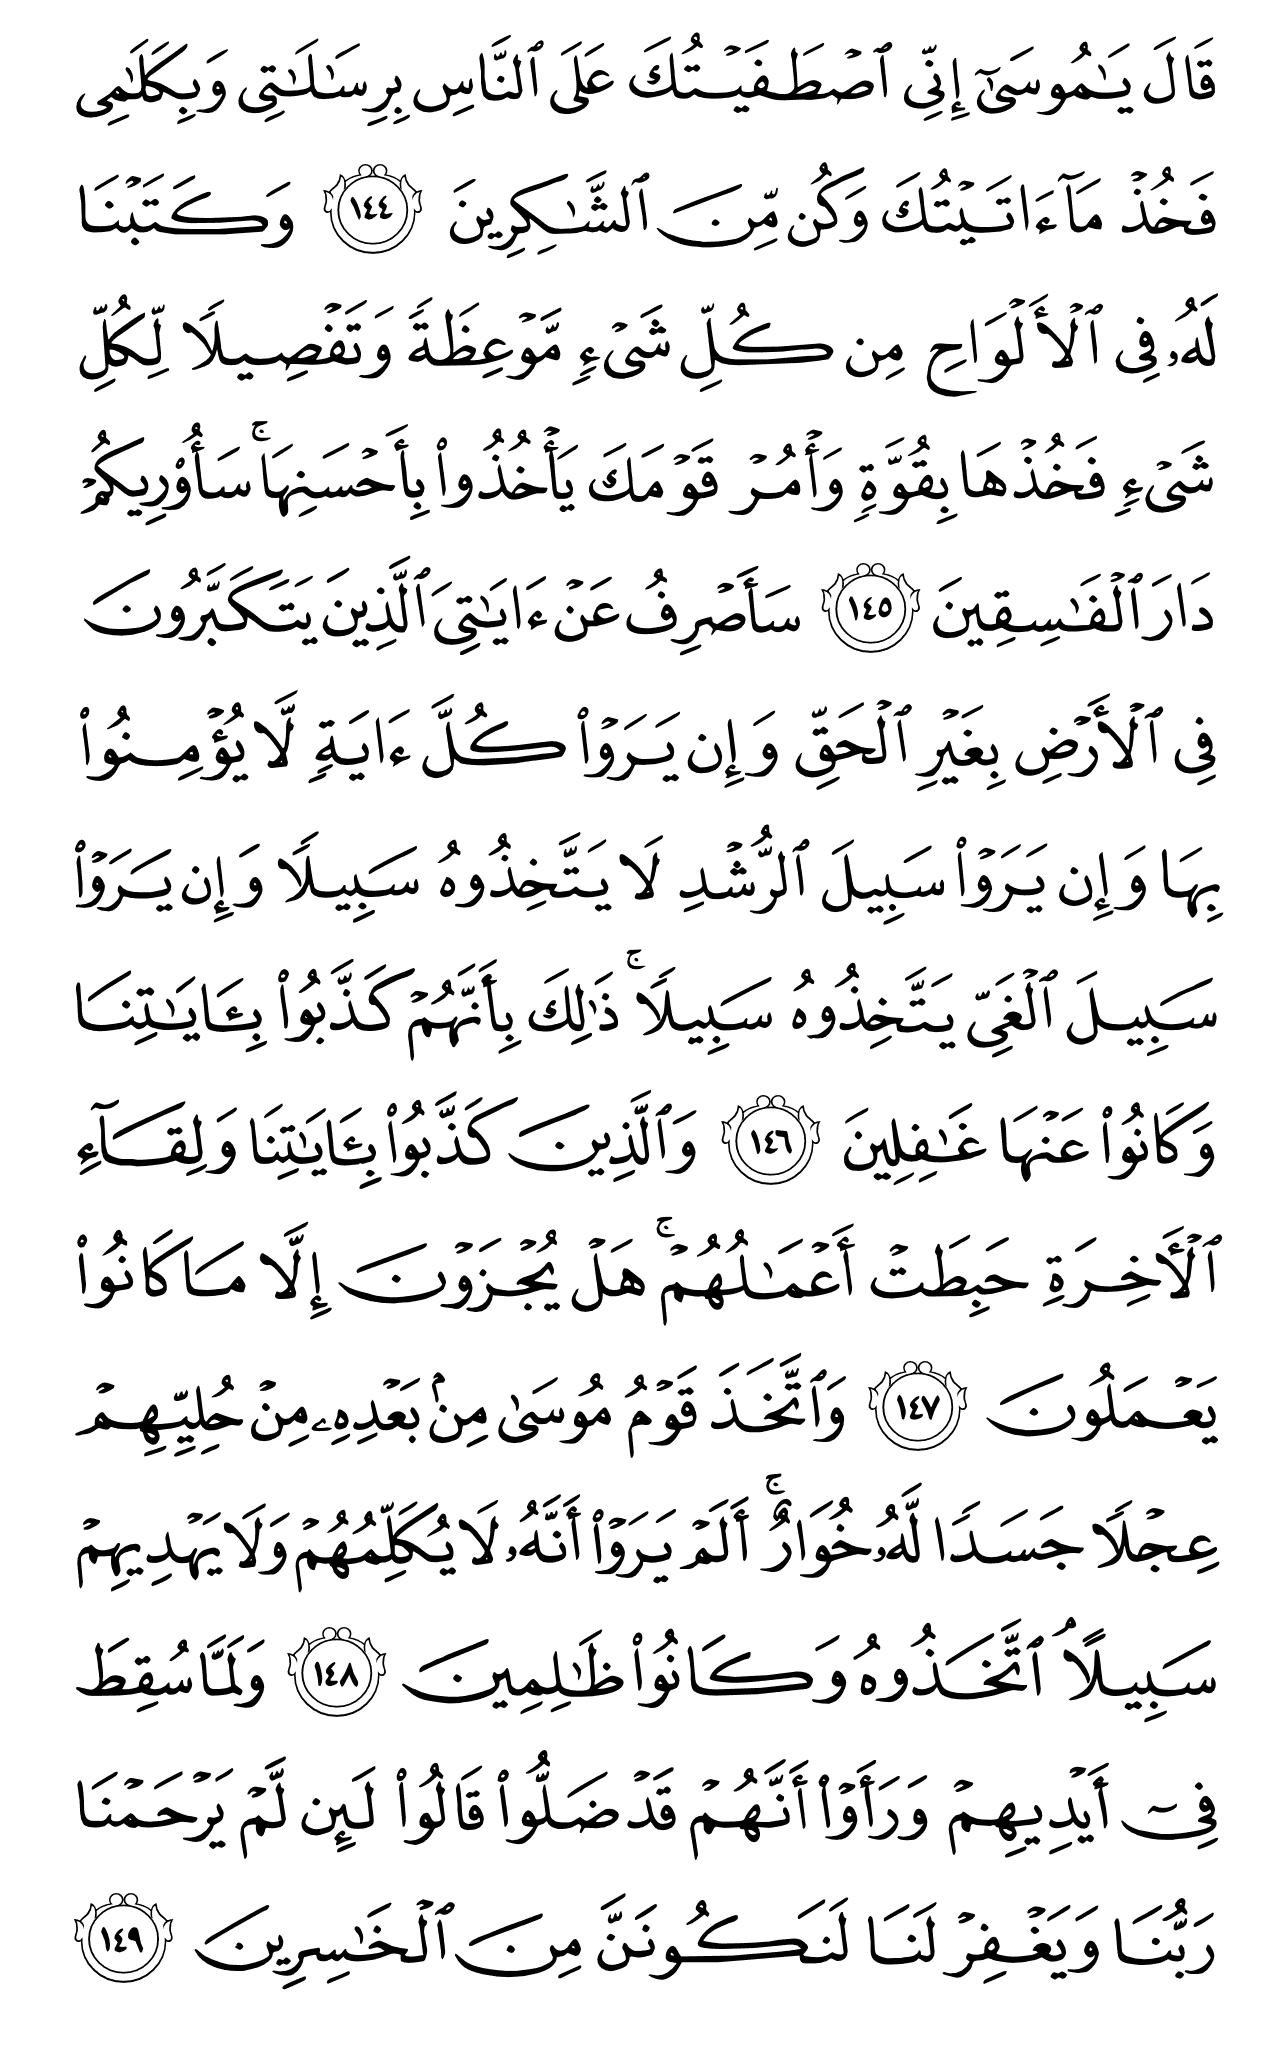 قَالَ يَٰمُوسَىٰٓ إِنِّي ٱصۡطَفَيۡتُكَ عَلَى ٱلنَّاسِ بِرِسَٰلَٰتِي وَبِكَلَٰمِي
فَخُذۡ مَآ ءَاتَيۡتُكَ وَكُن مِّنَ ٱلشَّٰكِرِينَ ١٤٤ وَكَتَبۡنَا
لَهُۥ فِي ٱلۡأَلۡوَاحِ مِن كُلِّ شَيۡءٖ مَّوۡعِظَةٗ وَتَفۡصِيلٗا لِّكُلِّ
شَيۡءٖ فَخُذۡهَا بِقُوَّةٖ وَأۡمُرۡ قَوۡمَكَ يَأۡخُذُواْ بِأَحۡسَنِهَاۚ سَأُوْرِيكُمۡ
دَارَ ٱلۡفَٰسِقِينَ ١٤٥ سَأَصۡرِفُ عَنۡ ءَايَٰتِيَ ٱلَّذِينَ يَتَكَبَّرُونَ
فِي ٱلۡأَرۡضِ بِغَيۡرِ ٱلۡحَقِّ وَإِن يَرَوۡاْ كُلَّ ءَايَةٖ لَّا يُؤۡمِنُواْ
بِهَا وَإِن يَرَوۡاْ سَبِيلَ ٱلرُّشۡدِ لَا يَتَّخِذُوهُ سَبِيلٗا وَإِن يَرَوۡاْ
سَبِيلَ ٱلۡغَيِّ يَتَّخِذُوهُ سَبِيلٗاۚ ذَٰلِكَ بِأَنَّهُمۡ كَذَّبُواْ بِـَٔايَٰتِنَا
وَكَانُواْ عَنۡهَا غَٰفِلِينَ ١٤٦ وَٱلَّذِينَ كَذَّبُواْ بِـَٔايَٰتِنَا وَلِقَآءِ
ٱلۡأٓخِرَةِ حَبِطَتۡ أَعۡمَٰلُهُمۡۚ هَلۡ يُجۡزَوۡنَ إِلَّا مَا كَانُواْ
يَعۡمَلُونَ ١٤٧ وَٱتَّخَذَ قَوۡمُ مُوسَىٰ مِنۢ بَعۡدِهِۦ مِنۡ حُلِيِّهِمۡ
عِجۡلٗا جَسَدٗا لَّهُۥ خُوَارٌۚ أَلَمۡ يَرَوۡاْ أَنَّهُۥ لَا يُكَلِّمُهُمۡ وَلَا يَهۡدِيهِمۡ
سَبِيلًاۘ ٱتَّخَذُوهُ وَكَانُواْ ظَٰلِمِينَ ١٤٨ وَلَمَّا سُقِطَ
فِيٓ أَيۡدِيهِمۡ وَرَأَوۡاْ أَنَّهُمۡ قَدۡ ضَلُّواْ قَالُواْ لَئِن لَّمۡ يَرۡحَمۡنَا
رَبُّنَا وَيَغۡفِرۡ لَنَا لَنَكُونَنَّ مِنَ ٱلۡخَٰسِرِينَ ١٤٩